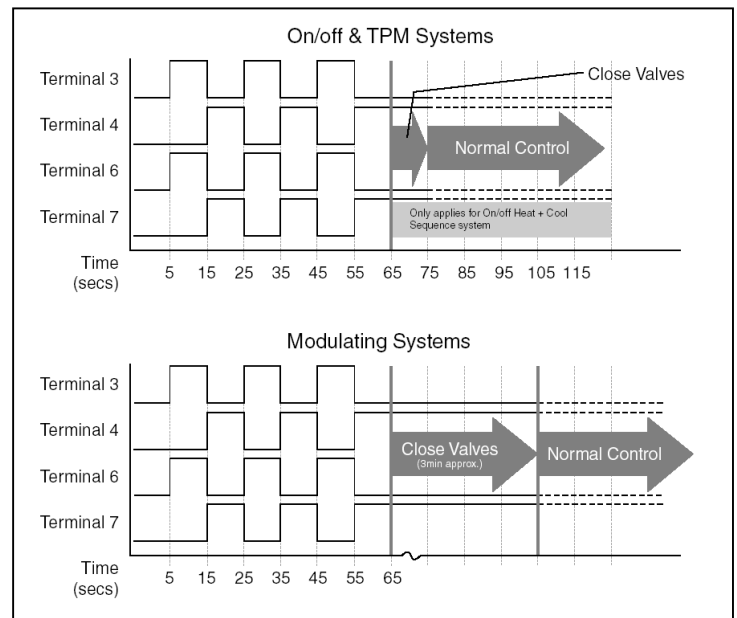 On/off & TPM Systems
Terminal 3
Close Valves
Terminal 4
Normal Control
Terminal 6
Terminal 7
Only applies for On/off Heat + Cool
Sequence system
Time
(secs)
5 15 25 35 45 55 65 75 85 95 105 115
Modulating Systems
Terminal 3
Terminal 4
Close Valves
(3min approx.)
Normal Control
Terminal 6
Terminal 7
Time
(secs)
5 15 25 35 45 55 65